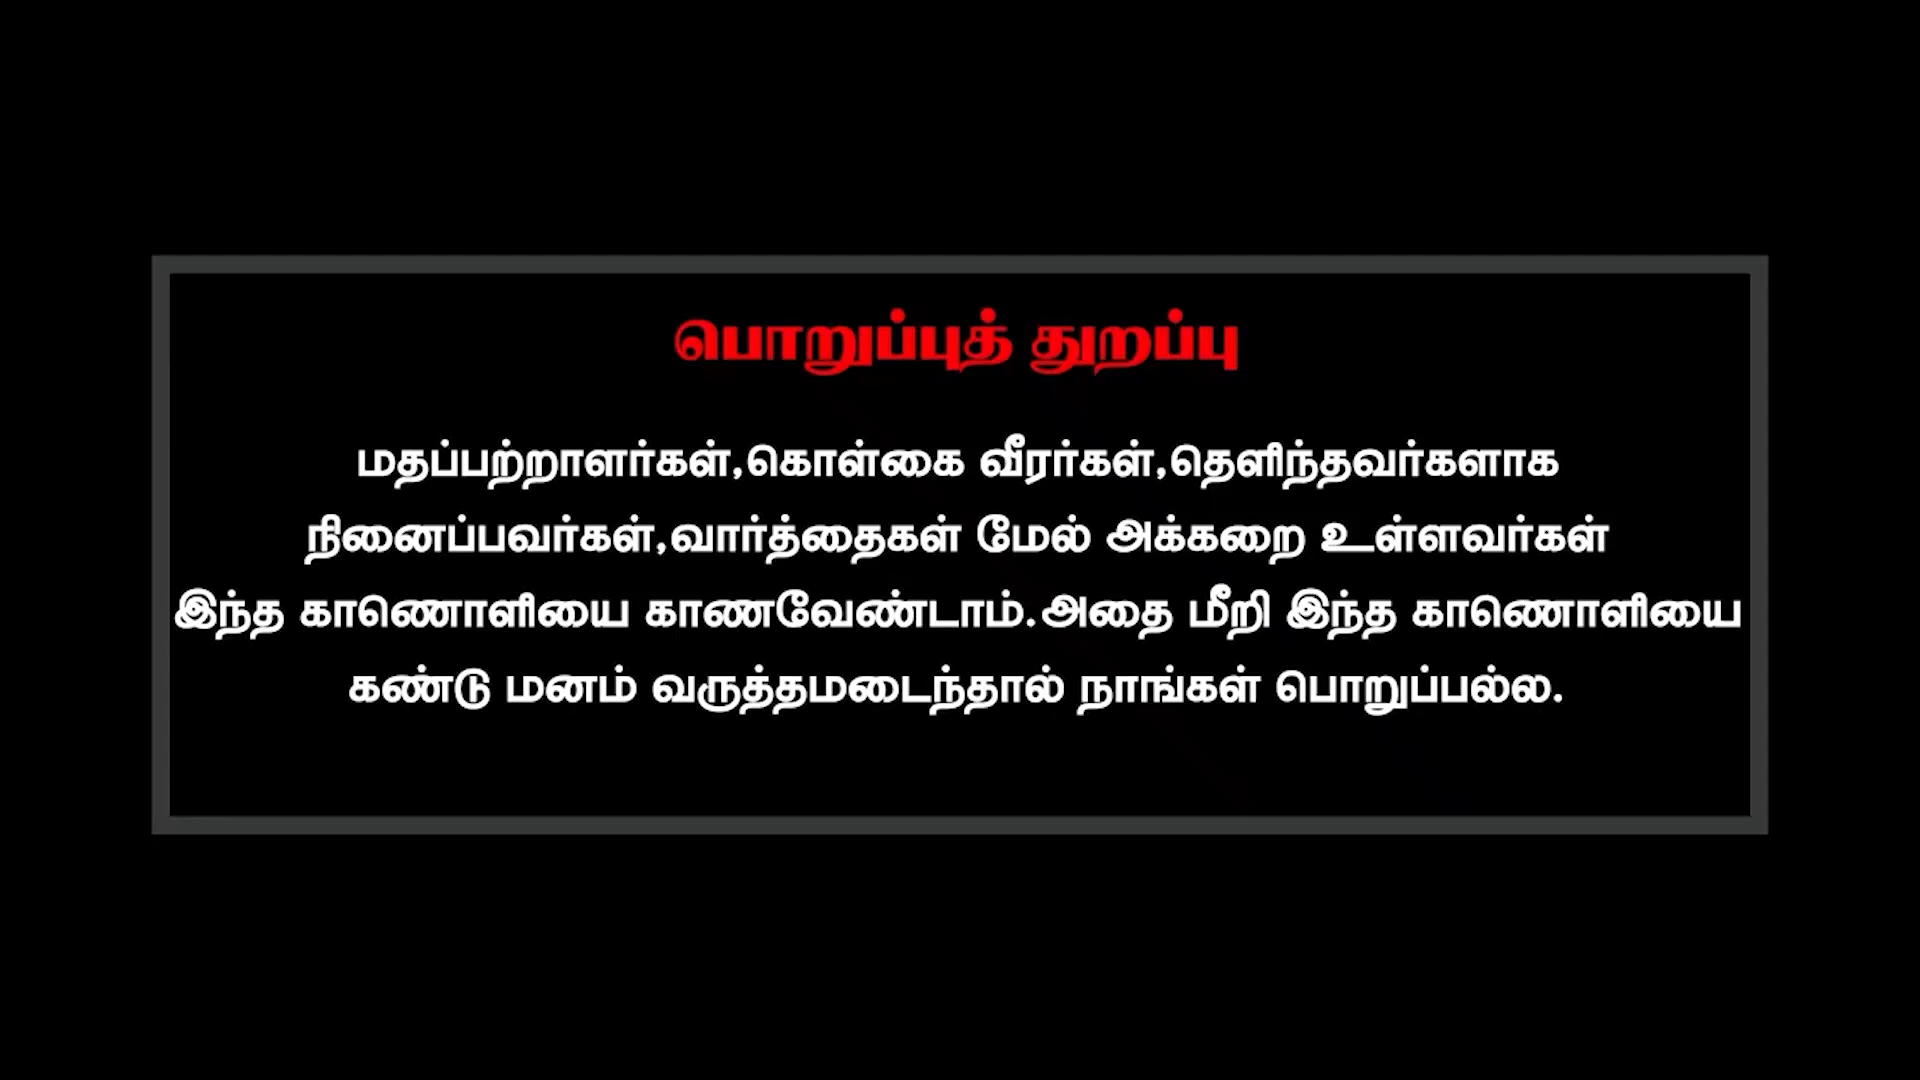 பொறுப்புத் துறப்பு
மதப்பற்றாளர்கள்,கொள்கை வீரர்கள்,தெளிந்தவர்களாக
நினைப்பவர்கள்,வார்த்தைகள் மேல் அக்கறை உள்ளவர்கள்
இந்த காணொளியை காணவேண்டாம்.அதை மீறி இந்த காணொளியை
கண்டு மனம் வருத்தமடைந்தால் நாங்கள் பொறுப்பல்ல.